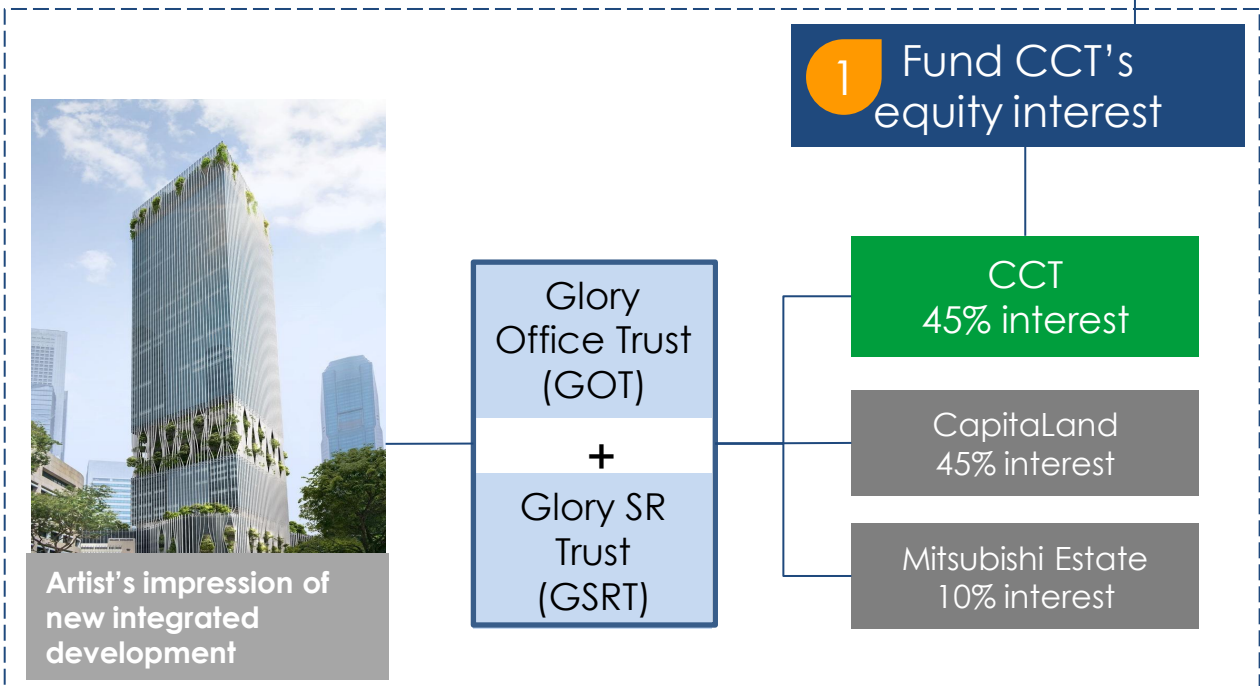 1
Fund CCT’s
equity interest
Glory
Office Trust
(GOT)
+
Glory SR
Trust
(GSRT)
CCT
45% interest
CapitaLand
45% interest
Mitsubishi Estate
10% interest
Artist’s impression of
new integrated
development